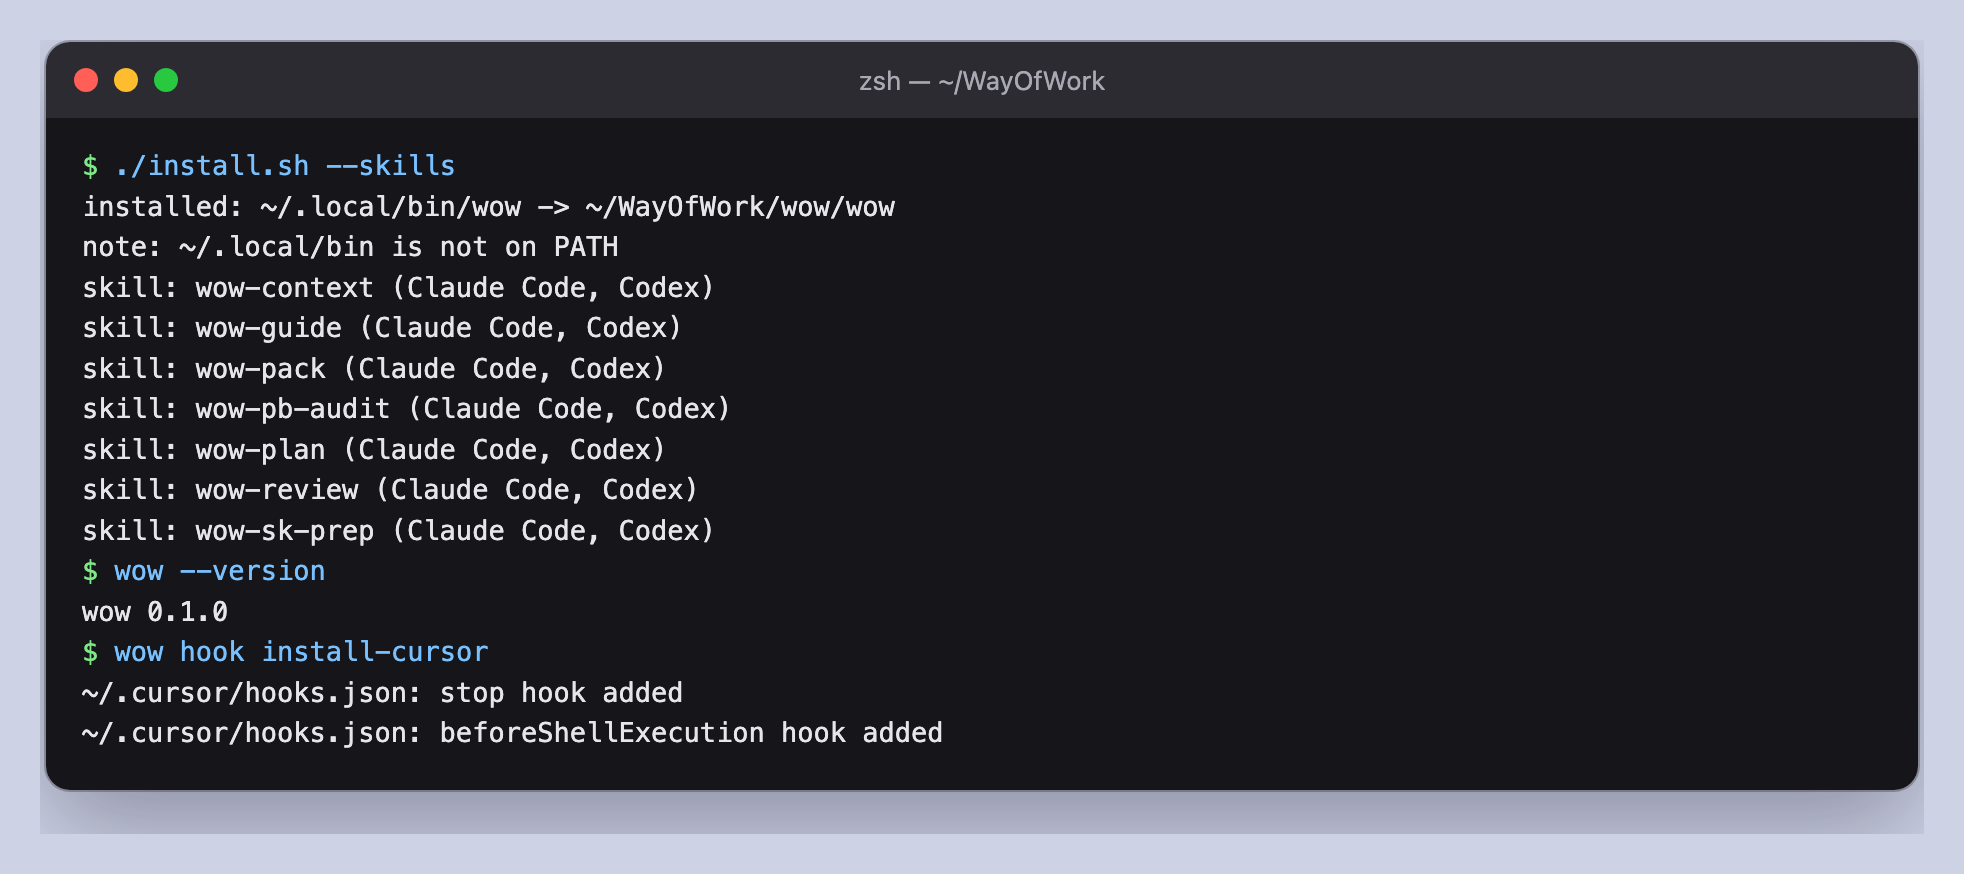 zsh — ~/WayOfWork
$ ./install.sh --skills
installed: ~/.local/bin/wow -> ~/WayOfWork/wow/wow
note: ~/.local/bin is not on PATH
skill: wow-context (Claude Code, Codex)
skill: wow-guide (Claude Code, Codex)
skill: wow-pack (Claude Code, Codex)
skill: wow-pb-audit (Claude Code, Codex)
skill: wow-plan (Claude Code, Codex)
skill: wow-review (Claude Code, Codex)
skill: wow-sk-prep (Claude Code, Codex)
$ wow --version
wow 0.1.0
$ wow hook install-cursor
~/.cursor/hooks.json: stop hook added
~/.cursor/hooks.json: beforeShellExecution hook added